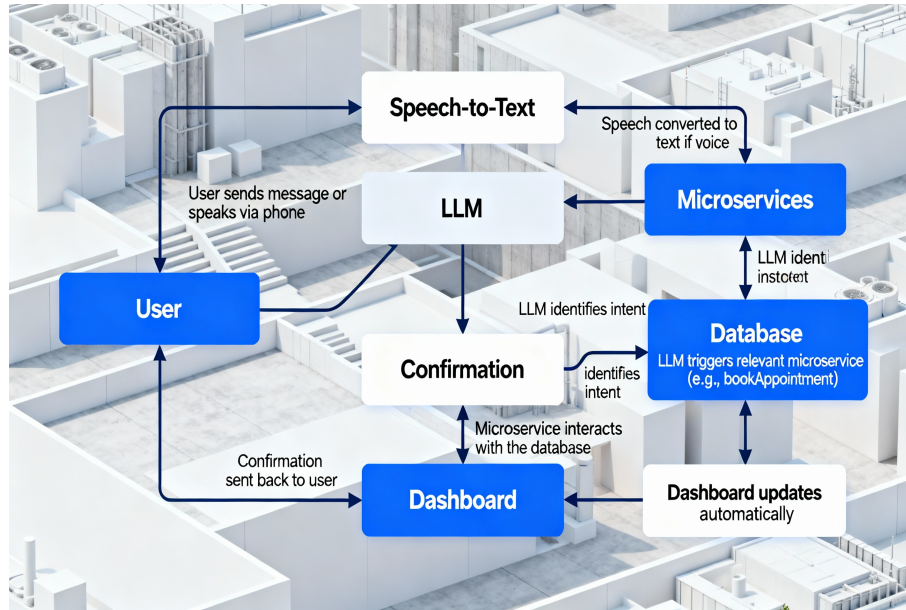 Speech-to-Text
Speech converted to
text if voice
User sends message or
speaks via phone
LLM
Microservices
LLM identi
User
LLM identifies intent
Database
LLM triggers relevant microservice
(e.g., bookAppointment)
Confirmation
identifies
intent
Microservice interacts
with the database
Confirmation
sent back to user
Dashboard
Dashboard updates
automatically